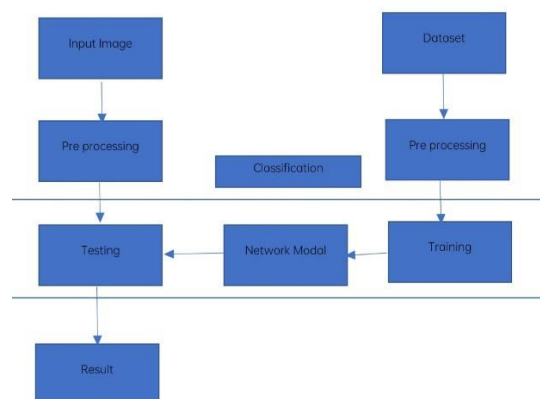 Input Image
Dataset
Pre processing
Pre processing
Classification
Testing
Network Modal
Training
Result